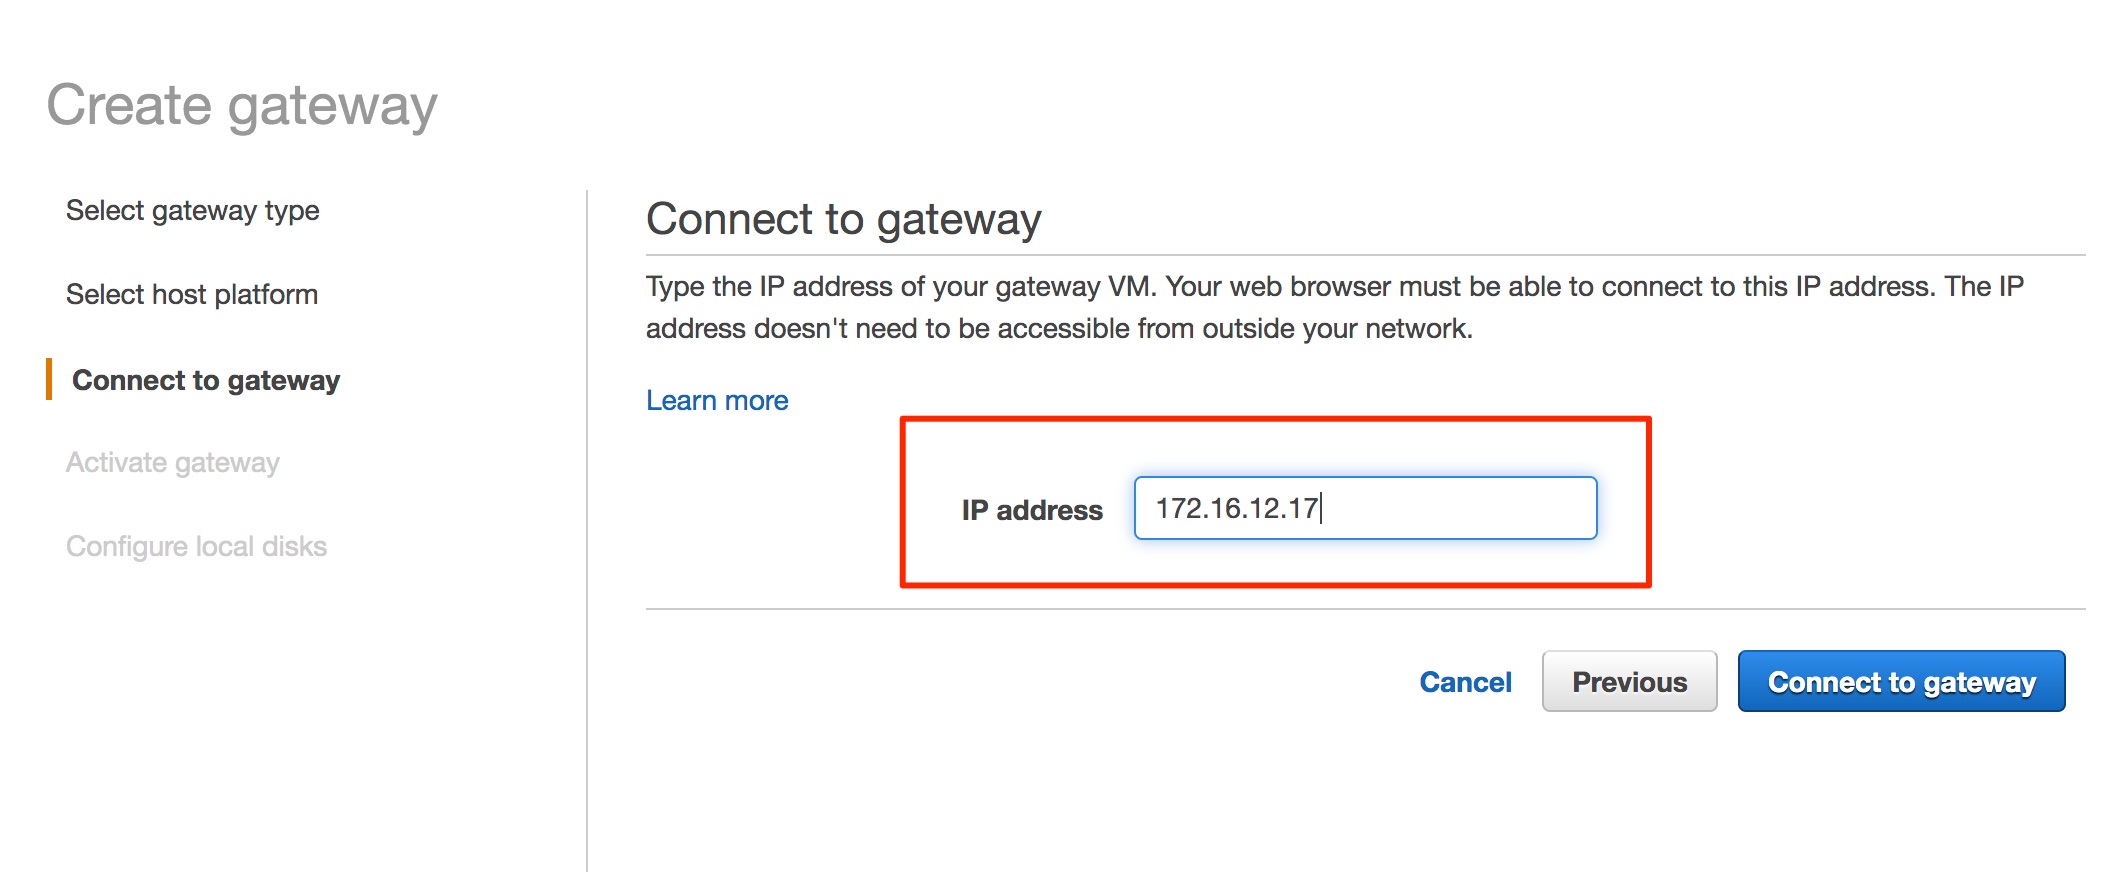 Create gateway
Select gateway type
Select host platform
Connect to gateway
Activate gateway
Configure local disks
Connect to gateway
Type the IP address of your gateway VM. Your web browser must be able to connect to this IP address. The IP
address doesn't need to be accessible from outside your network.
Learn more
IP address 172.16.12.17
Cancel Previous Connect to gateway